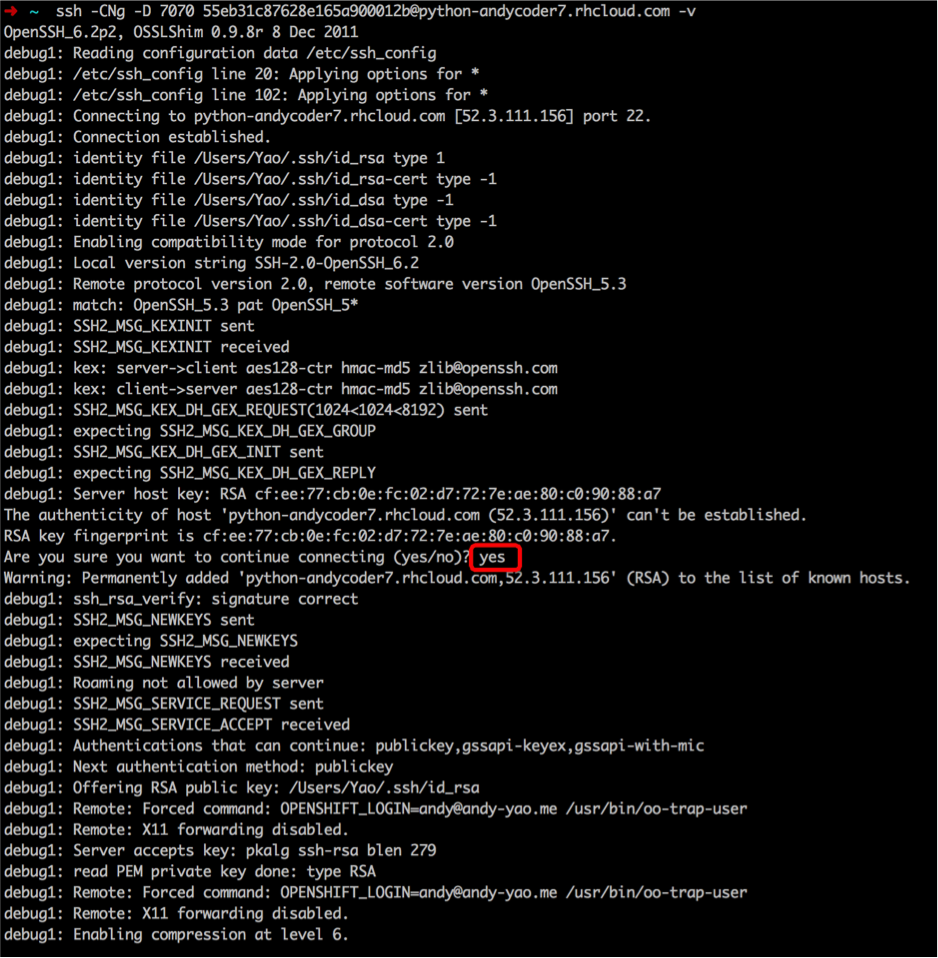 ➜ ~ ssh -CNg -D 7070 55eb31c87628e165a900012b@python-andycoder7.rhcloud.com -v
OpenSSH_6.2p2, OSSLShim 0.9.8r 8 Dec 2011
debug1: Reading configuration data /etc/ssh_config
debug1: /etc/ssh_config line 20: Applying options for *
debug1: /etc/ssh_config line 102: Applying options for *
debug1: Connecting to python-andycoder7.rhcloud.com [52.3.111.156] port 22.
debug1: Connection established.
debug1: identity file /Users/Yao/.ssh/id_rsa type 1
debug1: identity file /Users/Yao/.ssh/id_rsa-cert type -1
debug1: identity file /Users/Yao/.ssh/id_dsa type -1
debug1: identity file /Users/Yao/.ssh/id_dsa-cert type -1
debug1: Enabling compatibility mode for protocol 2.0
debug1: Local version string SSH-2.0-OpenSSH_6.2
debug1: Remote protocol version 2.0, remote software version OpenSSH_5.3
debug1: match: OpenSSH_5.3 pat OpenSSH_5*
debug1: SSH2_MSG_KEXINIT sent
debug1: SSH2_MSG_KEXINIT received
debug1: kex: server->client aes128-ctr hmac-md5 zlib@openssh.com
debug1: kex: client->server aes128-ctr hmac-md5 zlib@openssh.com
debug1: SSH2_MSG_KEX_DH_GEX_REQUEST(1024<1024<8192) sent
debug1: expecting SSH2_MSG_KEX_DH_GEX_GROUP
debug1: SSH2_MSG_KEX_DH_GEX_INIT sent
debug1: expecting SSH2_MSG_KEX_DH_GEX_REPLY
debug1: Server host key: RSA cf:ee:77:cb:0e:fc:02:d7:72:7e:ae:80:c0:90:88:a7
The authenticity of host 'python-andycoder7.rhcloud.com (52.3.111.156)' can't be established.
RSA key fingerprint is cf:ee:77:cb:0e:fc:02:d7:72:7e:ae:80:c0:90:88:a7.
Are you sure you want to continue connecting (yes/no)? yes
Warning: Permanently added 'python-andycoder7.rhcloud.com,52.3.111.156' (RSA) to the list of known hosts.
debug1: ssh_rsa_verify: signature correct
debug1: SSH2_MSG_NEWKEYS sent
debug1: expecting SSH2_MSG_NEWKEYS
debug1: SSH2_MSG_NEWKEYS received
debug1: Roaming not allowed by server
debug1: SSH2_MSG_SERVICE_REQUEST sent
debug1: SSH2_MSG_SERVICE_ACCEPT received
debug1: Authentications that can continue: publickey,gssapi-keyex,gssapi-with-mic
debug1: Next authentication method: publickey
debug1: Offering RSA public key: /Users/Yao/.ssh/id_rsa
debug1: Remote: Forced command: OPENSHIFT_LOGIN=andy@andy-yao.me /usr/bin/oo-trap-user
debug1: Remote: X11 forwarding disabled.
debug1: Server accepts key: pkalg ssh-rsa blen 279
debug1: read PEM private key done: type RSA
debug1: Remote: Forced command: OPENSHIFT_LOGIN=andy@andy-yao.me /usr/bin/oo-trap-user
debug1: Remote: X11 forwarding disabled.
debug1: Enabling compression at level 6.